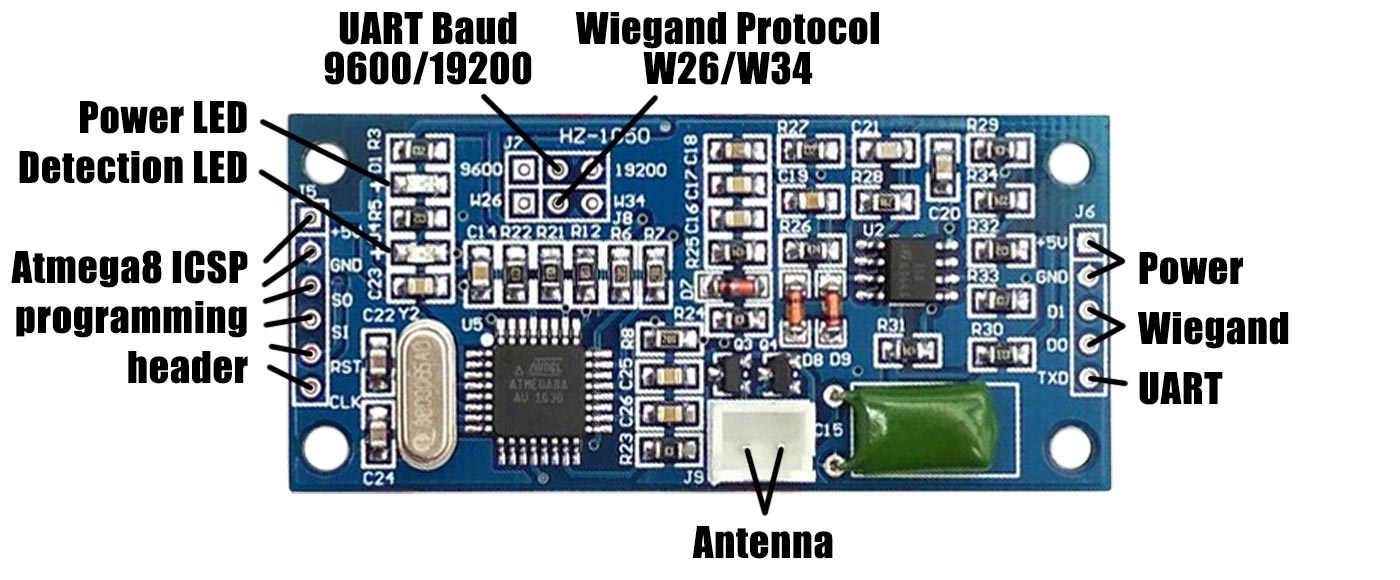 UART Baud
9600/19200
Wiegand Protocol
W26/W34
Power LED
Detection LED
Atmega8 ICSP
programming
header
Power
Wiegand
UART
Antenna
HZ-1050
J7
9600
19200
W26
W34
J8
R3
D1
R5
D4
C23
J5
+5V
GND
SO
SI
RST
CLK
C22
Y2
C24
C14 R22 R21 R12 R6 R7
U5
ATMEL
ATMEGA8A
AU
R8
C25
C26
R23
C18
C17
C16
R25
D7
R24
Q3
Q4
J9
C15
R27
C19
R26
D8 D9
C21
R28
C20
U2
R31
R29
R34
R32
R33
R30
J6
+5V
GND
D1
D0
TXD